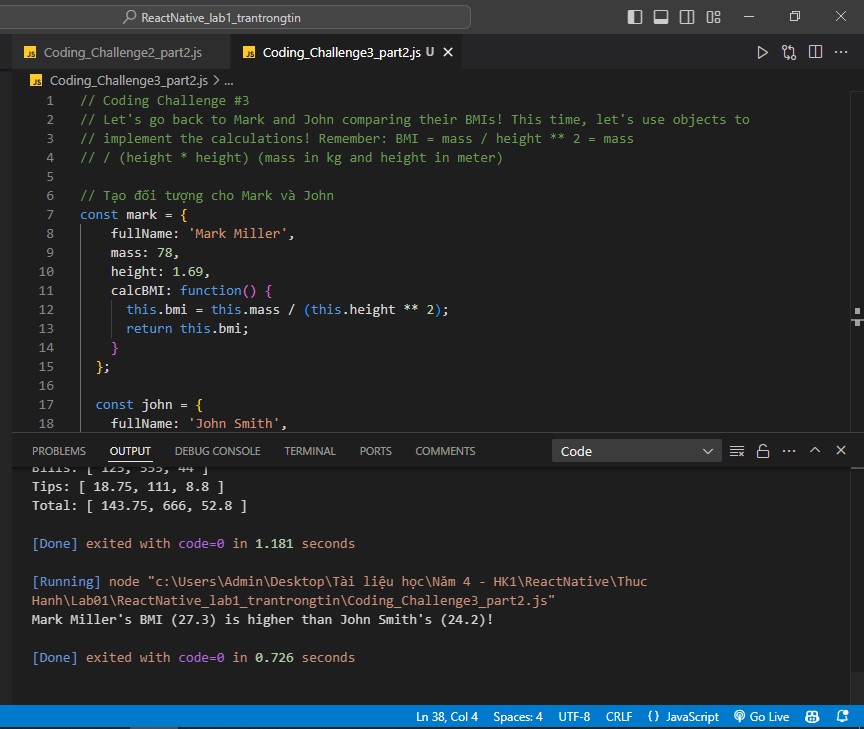 ReactNative_lab1_trantrongtin
Coding_Challenge2_part2.js
Coding_Challenge3_part2.js U
Coding_Challenge3_part2.js > ...
1 // Coding Challenge #3
2 // Let's go back to Mark and John comparing their BMIs! This time, let's use objects to
3 // implement the calculations! Remember: BMI = mass / height ** 2 = mass
4 // / (height * height) (mass in kg and height in meter)
5
6 // Tạo đối tượng cho Mark và John
7 const mark = {
8 fullName: 'Mark Miller',
9 mass: 78,
10 height: 1.69,
11 calcBMI: function() {
12 this.bmi = this.mass / (this.height ** 2);
13 return this.bmi;
14 }
15 };
16
17 const john = {
18 fullName: 'John Smith',
PROBLEMS OUTPUT DEBUG CONSOLE TERMINAL PORTS COMMENTS Code
Bills: [ 125, 555, 44 ]
Tips: [ 18.75, 111, 8.8 ]
Total: [ 143.75, 666, 52.8 ]
[Done] exited with code=0 in 1.181 seconds
[Running] node "c:\Users\Admin\Desktop\Tài liệu học\Năm 4 - HK1\ReactNative\Thuc
Hanh\Lab01\ReactNative_lab1_trantrongtin\Coding_Challenge3_part2.js"
Mark Miller's BMI (27.3) is higher than John Smith's (24.2)!
[Done] exited with code=0 in 0.726 seconds
Ln 38, Col 4 Spaces: 4 UTF-8 CRLF {} JavaScript Go Live